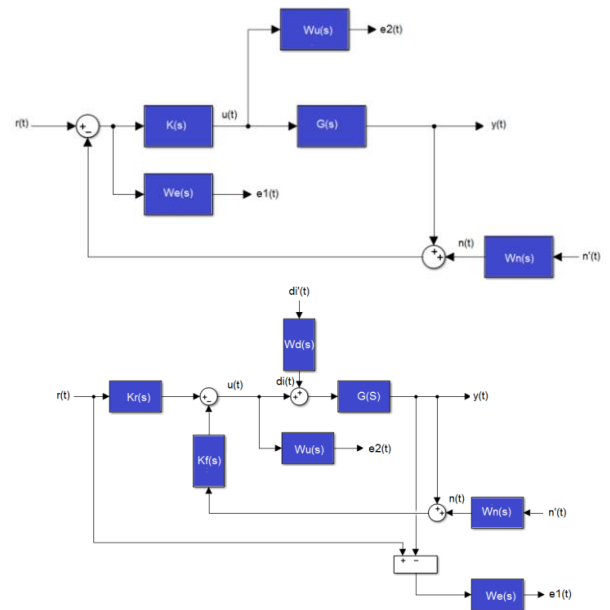 Wu(s) e2(t)
r(t) + − K(s) u(t) G(s) y(t)
We(s) e1(t)
+ + n(t) Wn(s) n'(t)
di'(t)
Wd(s)
r(t) Kr(s) + − u(t) di(t) + + G(S) y(t)
Kf(s) Wu(s) e2(t)
+ + n(t) Wn(s) n'(t)
+ −
We(s) e1(t)